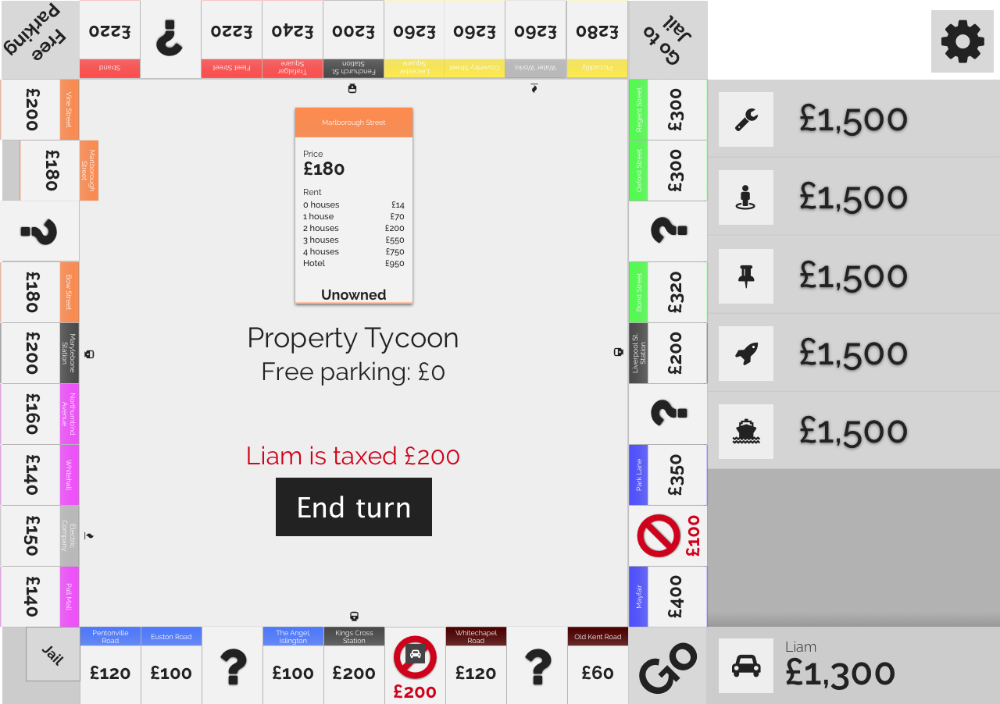 Free
Parking
£220
Strand
?
£220
Fleet Street
£240
Trafalgar
Square
£200
Fenchurch St.
Station
£260
Leicester
Square
£260
Coventry Street
£260
Water Works
£280
Piccadilly
Go to
Jail
£200
Vine Street
£180
Marlborough
Street
?
£180
Bow Street
£200
Marylebone
Station
£160
Northumbnd
Avenue
£140
Whitehall
£150
Electric
Company
£140
Pall Mall
Marlborough Street
Price
£180
Rent
0 houses £14
1 house £70
2 houses £200
3 houses £550
4 houses £750
Hotel £950
Unowned
Property Tycoon
Free parking: £0
Liam is taxed £200
End turn
Regent Street
£300
Oxford Street
£300
?
Bond Street
£320
Liverpool St.
Station
£200
?
Park Lane
£350
£100
Mayfair
£400
Jail
Pentonville
Road
£120
Euston Road
£100
?
The Angel,
Islington
£100
Kings Cross
Station
£200
£200
Whitechapel
Road
£120
?
Old Kent Road
£60
Go
£1,500
£1,500
£1,500
£1,500
£1,500
Liam
£1,300